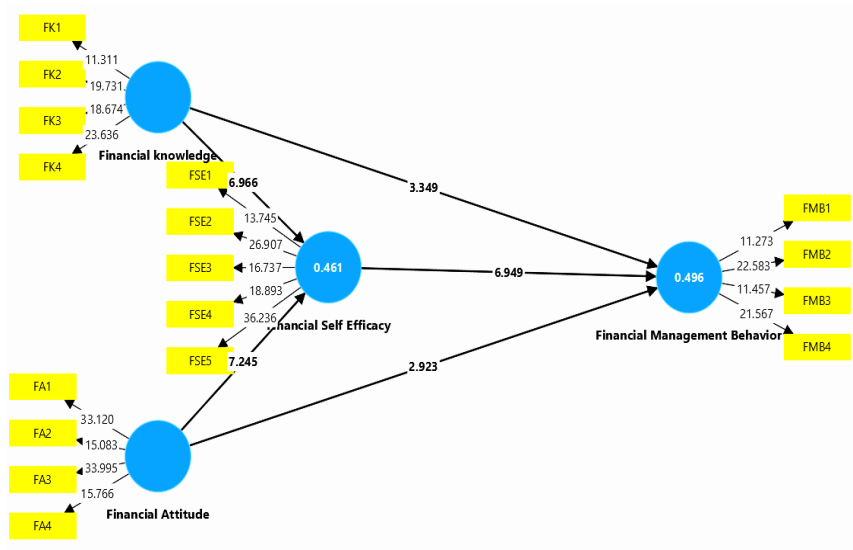 FK1
FK2
FK3
FK4
11.311
19.731
18.674
23.636
Financial knowledge
6.966
3.349
FSE1
FSE2
FSE3
FSE4
FSE5
13.745
26.907
16.737
18.893
36.236
0.461
Financial Self Efficacy
6.949
7.245
2.923
0.496
Financial Management Behavior
11.273
22.583
11.457
21.567
FMB1
FMB2
FMB3
FMB4
FA1
FA2
FA3
FA4
33.120
15.083
33.995
15.766
Financial Attitude